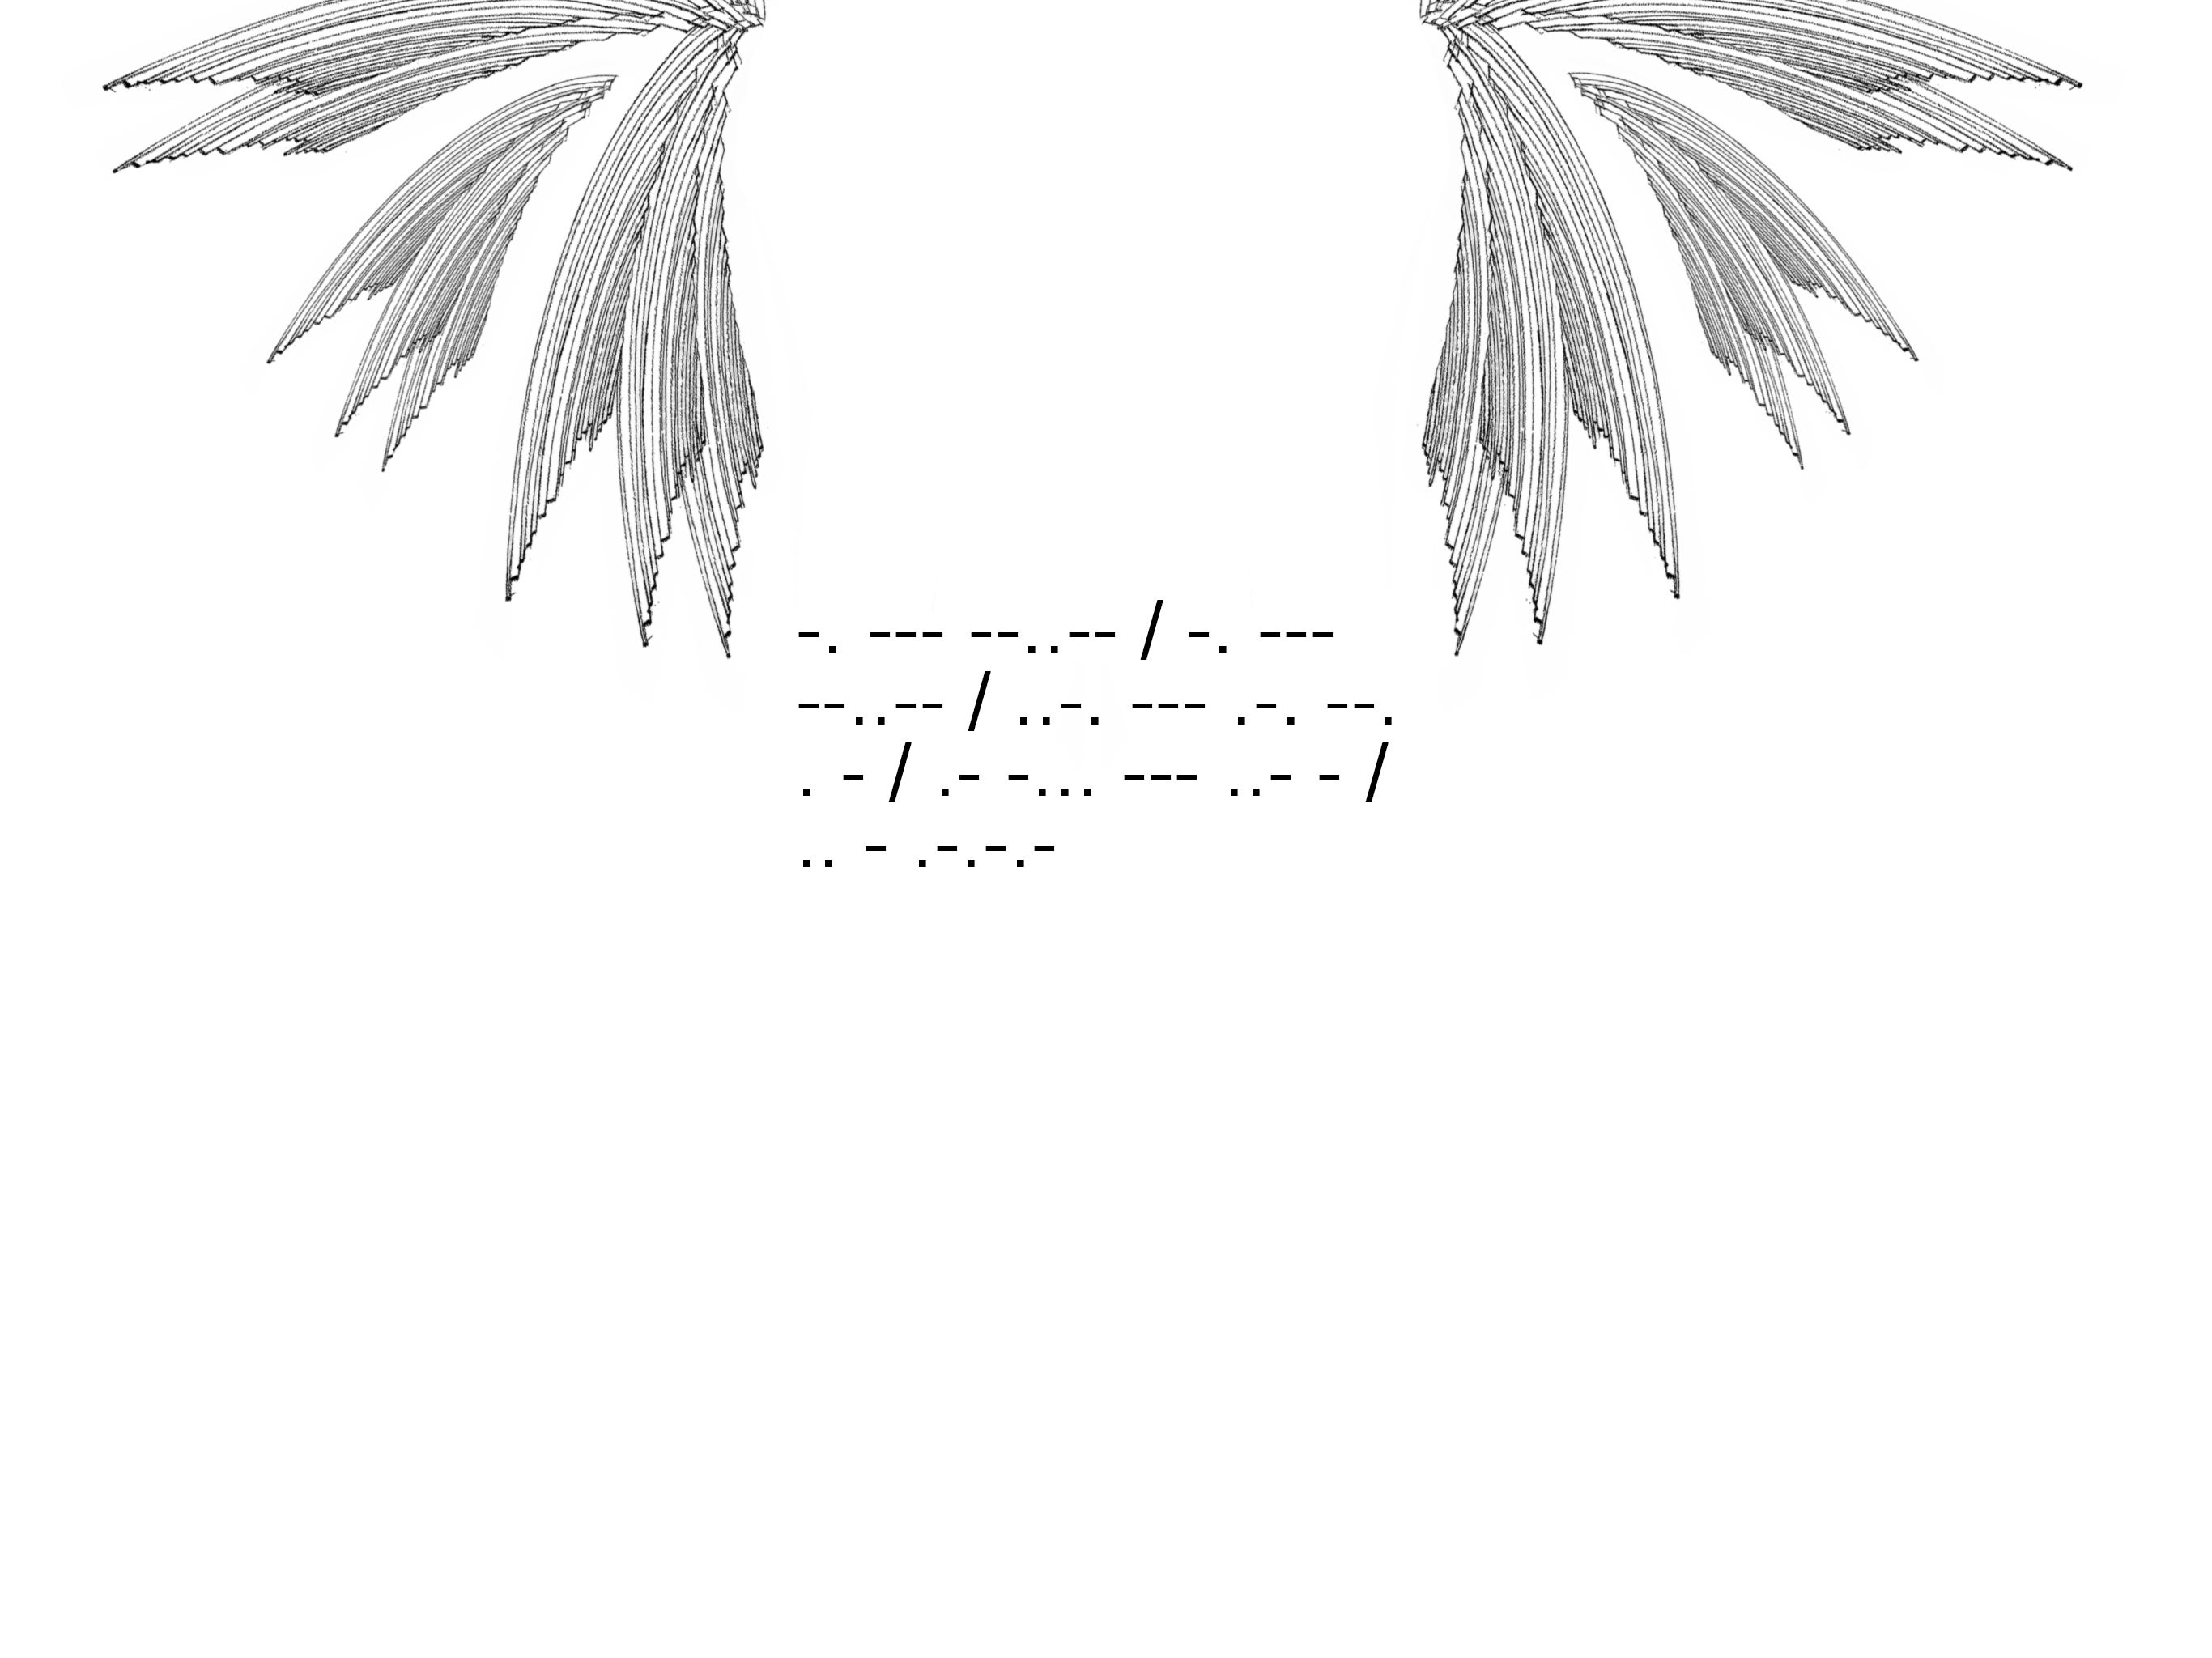 -. --- --..-- / -. ---
--..-- / ..-. --- .-. --.
. - / .- -... --- ..- - /
.. - .-.-.-